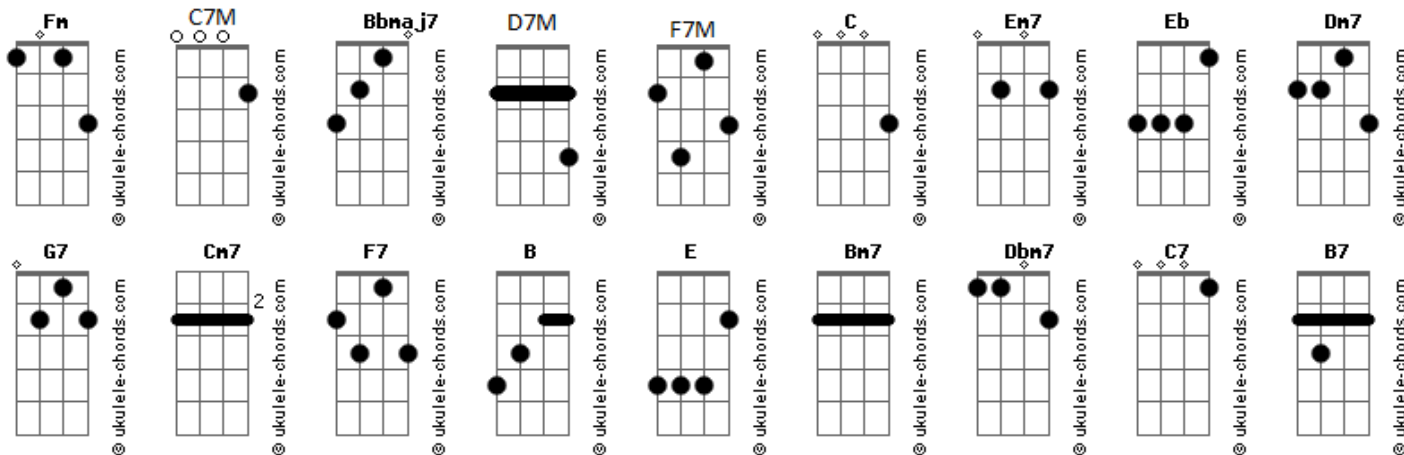 Fm C7M Bbmaj7 D7M F7M C Em7 Eb Dm7
© ukulele-chords.com © ukulele-chords.com © ukulele-chords.com © ukulele-chords.com © ukulele-chords.com © ukulele-chords.com © ukulele-chords.com © ukulele-chords.com © ukulele-chords.com
G7 Cm7 F7 B E Bm7 Dbm7 C7 B7
2
© ukulele-chords.com © ukulele-chords.com © ukulele-chords.com © ukulele-chords.com © ukulele-chords.com © ukulele-chords.com © ukulele-chords.com © ukulele-chords.com © ukulele-chords.com